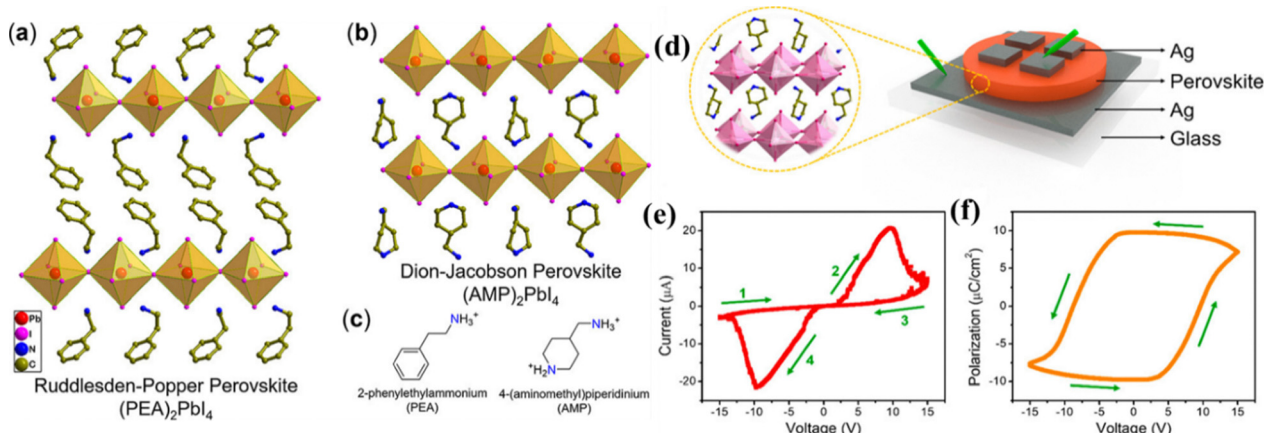 (a)
Pb
I
N
C
Ruddlesden-Popper Perovskite
(PEA)₂PbI₄
(b)
Dion-Jacobson Perovskite
(AMP)₂PbI₄
(c)
NH₃⁺
2-phenylethylammonium
(PEA)
NH₃⁺
⁺H₂N
4-(aminomethyl)piperidinium
(AMP)
(d)
Ag
Perovskite
Ag
Glass
(e)
Current (μA)
20
10
0
-10
-20
1
2
3
4
-15 -10 -5 0 5 10 15
Voltage (V)
(f)
Polarization (μC/cm²)
10
5
0
-5
-10
-15 -10 -5 0 5 10 15
Voltage (V)